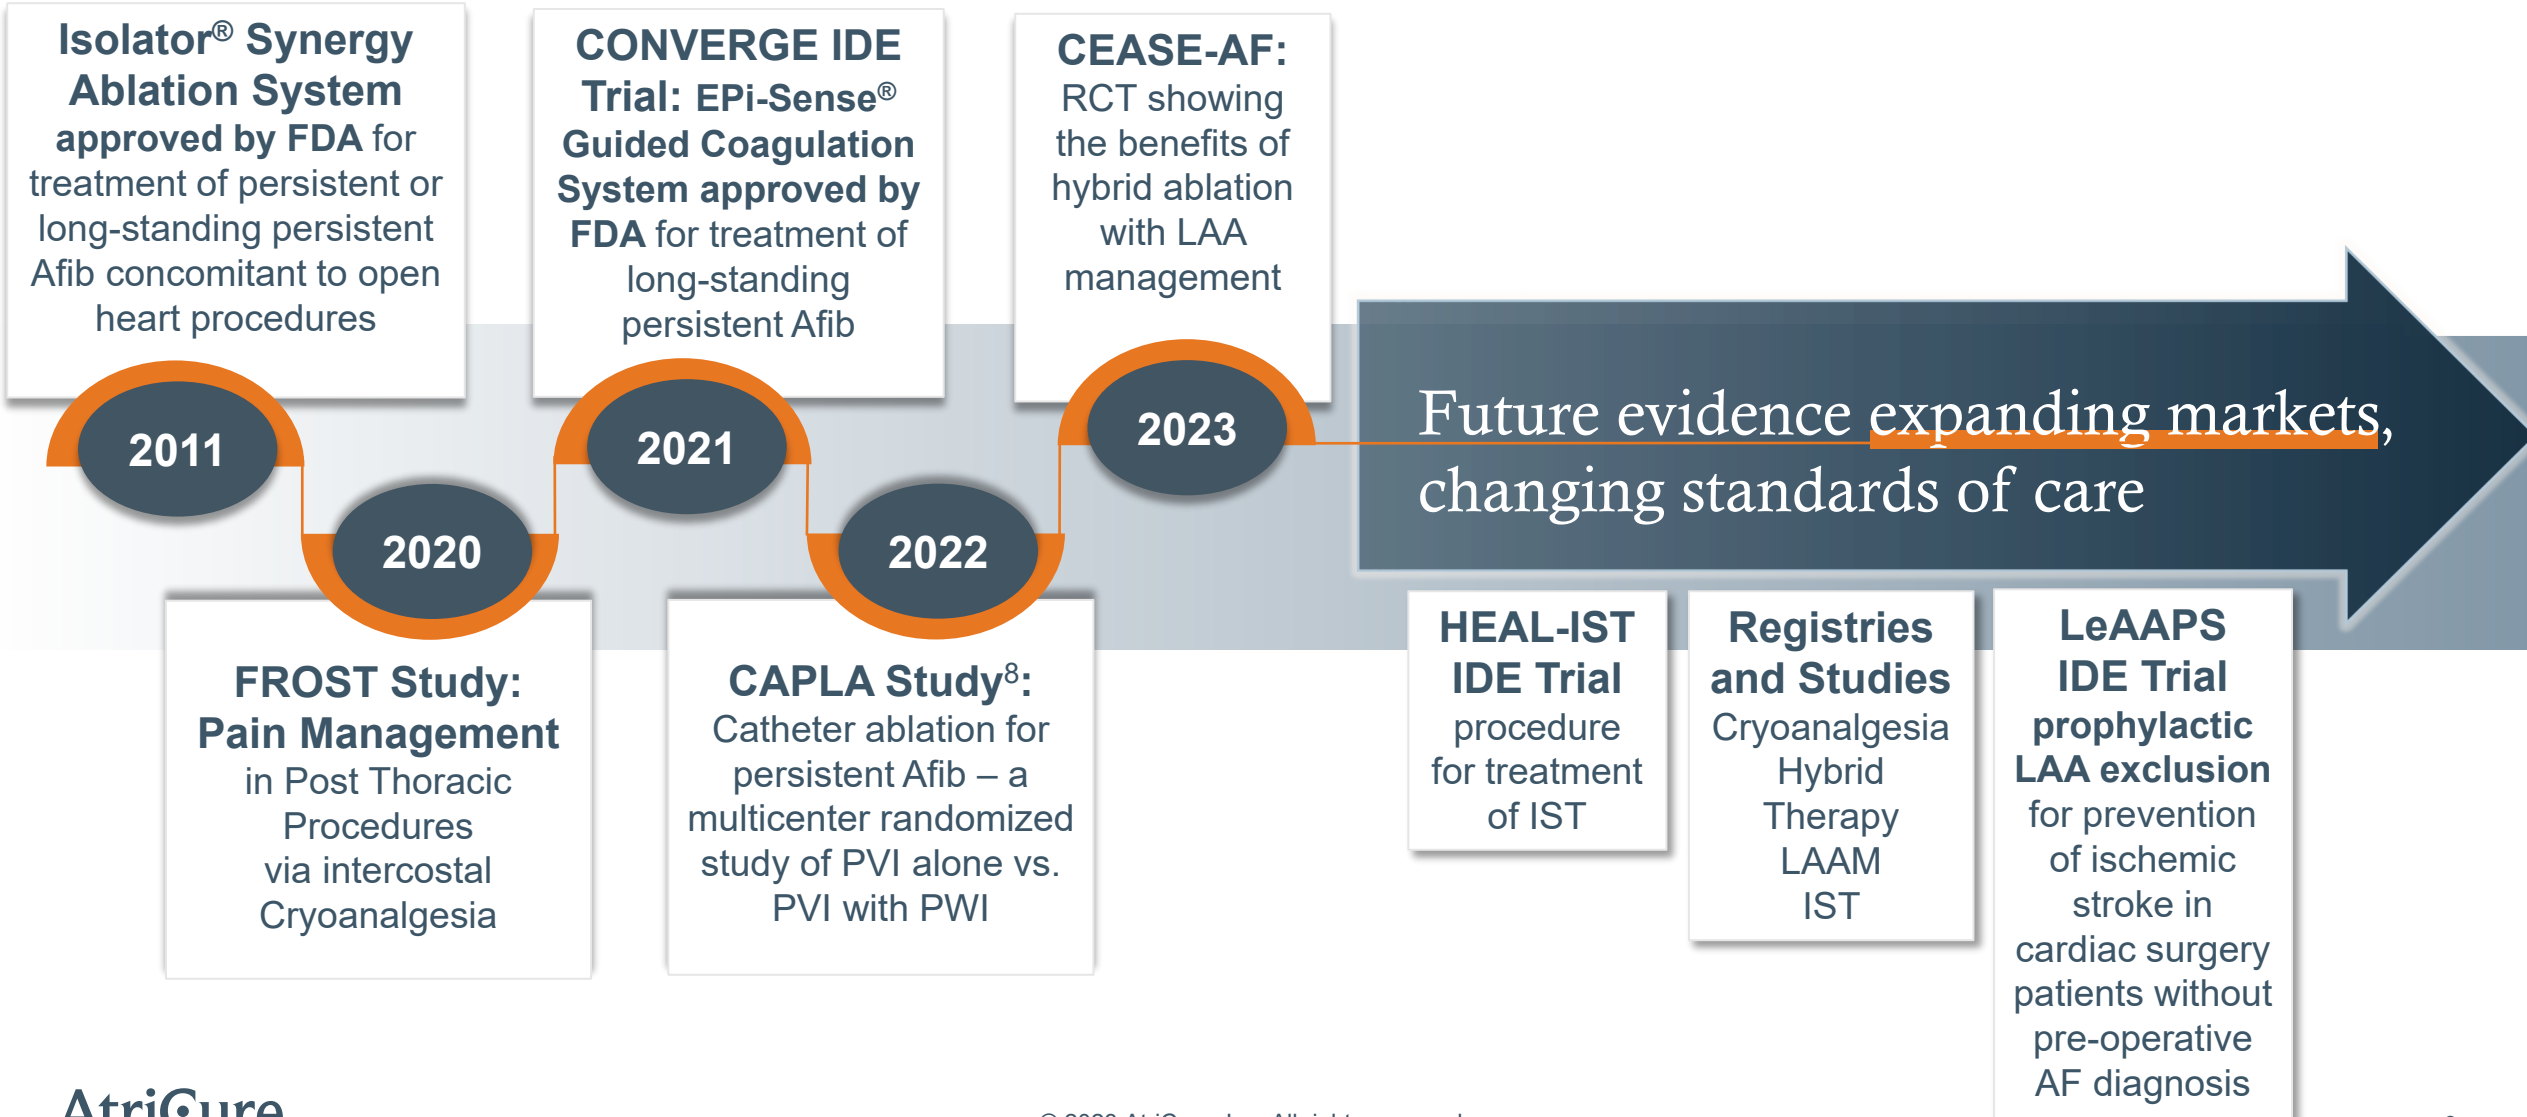 Isolator® Synergy
Ablation System
approved by FDA for
treatment of persistent or
long-standing persistent
Afib concomitant to open
heart procedures
2011
FROST Study:
Pain Management
in Post Thoracic
Procedures
via intercostal
Cryoanalgesia
2020
CONVERGE IDE
Trial: EPi-Sense®
Guided Coagulation
System approved by
FDA for treatment of
long-standing
persistent Afib
2021
CAPLA Study8:
Catheter ablation for
persistent Afib – a
multicenter randomized
study of PVI alone vs.
PVI with PWI
2022
CEASE-AF:
RCT showing
the benefits of
hybrid ablation
with LAA
management
2023
Future evidence expanding markets,
changing standards of care
HEAL-IST
IDE Trial
procedure
for treatment
of IST
Registries
and Studies
Cryoanalgesia
Hybrid
Therapy
LAAM
IST
LeAAPS
IDE Trial
prophylactic
LAA exclusion
for prevention
of ischemic
stroke in
cardiac surgery
patients without
pre-operative
AF diagnosis
AtriCure